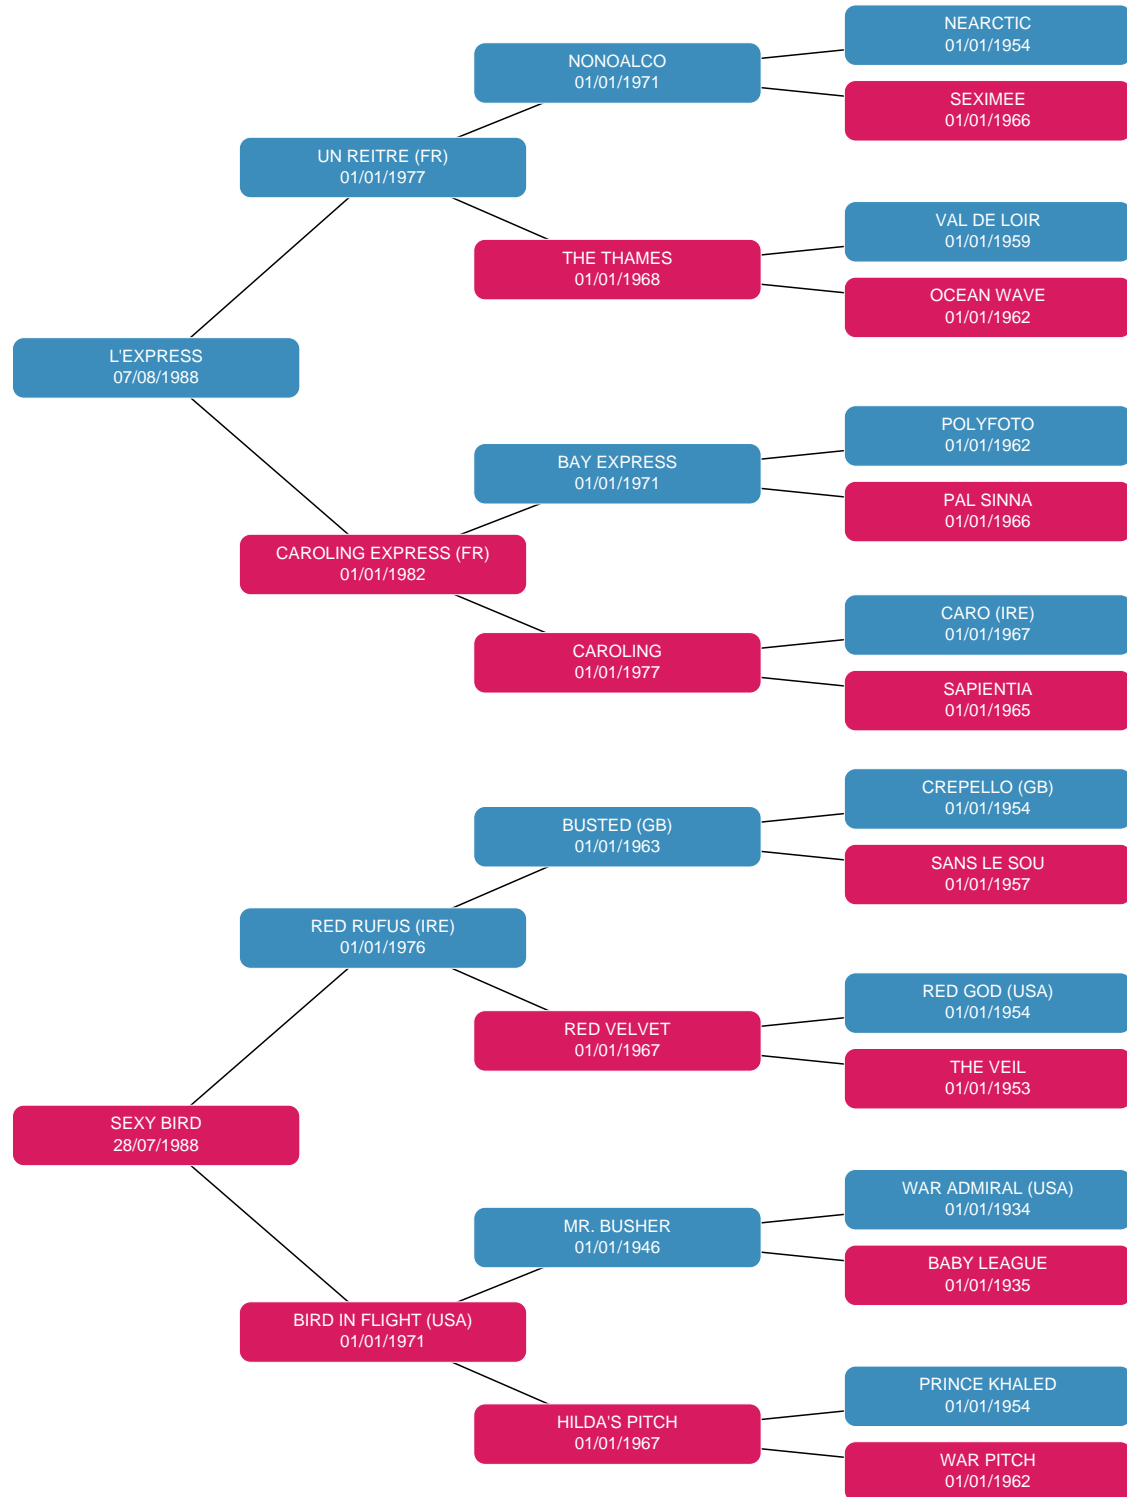 NEARCTIC
01/01/1954
NONOALCO
01/01/1971
SEXIMEE
01/01/1966
UN REITRE (FR)
01/01/1977
VAL DE LOIR
01/01/1959
THE THAMES
01/01/1968
OCEAN WAVE
01/01/1962
L'EXPRESS
07/08/1988
POLYFOTO
01/01/1962
BAY EXPRESS
01/01/1971
PAL SINNA
01/01/1966
CAROLING EXPRESS (FR)
01/01/1982
CARO (IRE)
01/01/1967
CAROLING
01/01/1977
SAPIENTIA
01/01/1965
CREPELLO (GB)
01/01/1954
BUSTED (GB)
01/01/1963
SANS LE SOU
01/01/1957
RED RUFUS (IRE)
01/01/1976
RED GOD (USA)
01/01/1954
RED VELVET
01/01/1967
THE VEIL
01/01/1953
SEXY BIRD
28/07/1988
WAR ADMIRAL (USA)
01/01/1934
MR. BUSHER
01/01/1946
BABY LEAGUE
01/01/1935
BIRD IN FLIGHT (USA)
01/01/1971
PRINCE KHALED
01/01/1954
HILDA'S PITCH
01/01/1967
WAR PITCH
01/01/1962